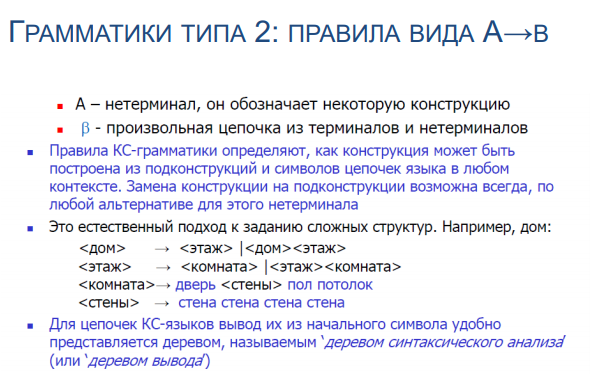 ГРАММАТИКИ ТИПА 2: ПРАВИЛА ВИДА А→В
▪ А – нетерминал, он обозначает некоторую конструкцию
▪ β - произвольная цепочка из терминалов и нетерминалов
▪ Правила КС-грамматики определяют, как конструкция может быть
построена из подконструкций и символов цепочек языка в любом
контексте. Замена конструкции на подконструкции возможна всегда, по
любой альтернативе для этого нетерминала
▪ Это естественный подход к заданию сложных структур. Например, дом:
<дом> → <этаж> |<дом><этаж>
<этаж> → <комната> |<этаж><комната>
<комната>→ дверь <стены> пол потолок
<стены> → стена стена стена стена
▪ Для цепочек КС-языков вывод их из начального символа удобно
представляется деревом, называемым ‘деревом синтаксического анализа’
(или ‘деревом вывода’)